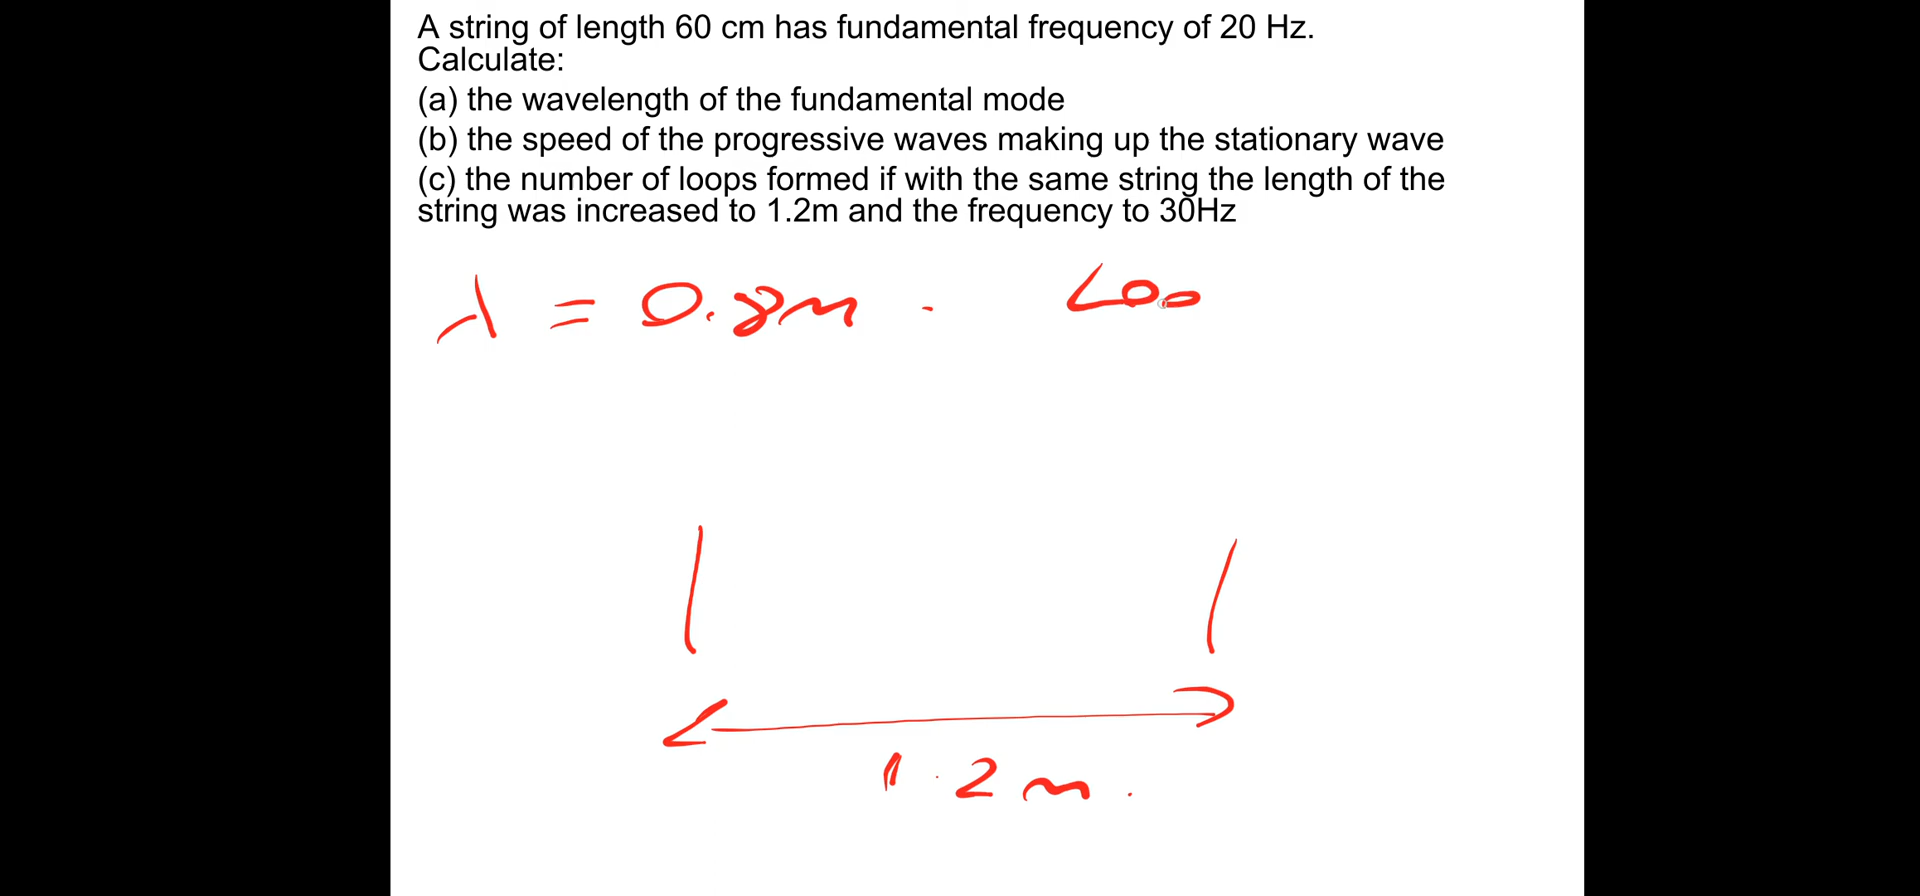 A string of length 60 cm has fundamental frequency of 20 Hz.
Calculate:
(a) the wavelength of the fundamental mode
(b) the speed of the progressive waves making up the stationary wave
(c) the number of loops formed if with the same string the length of the
string was increased to 1.2m and the frequency to 30Hz
λ = 0.8m . Loo
1.2 m.